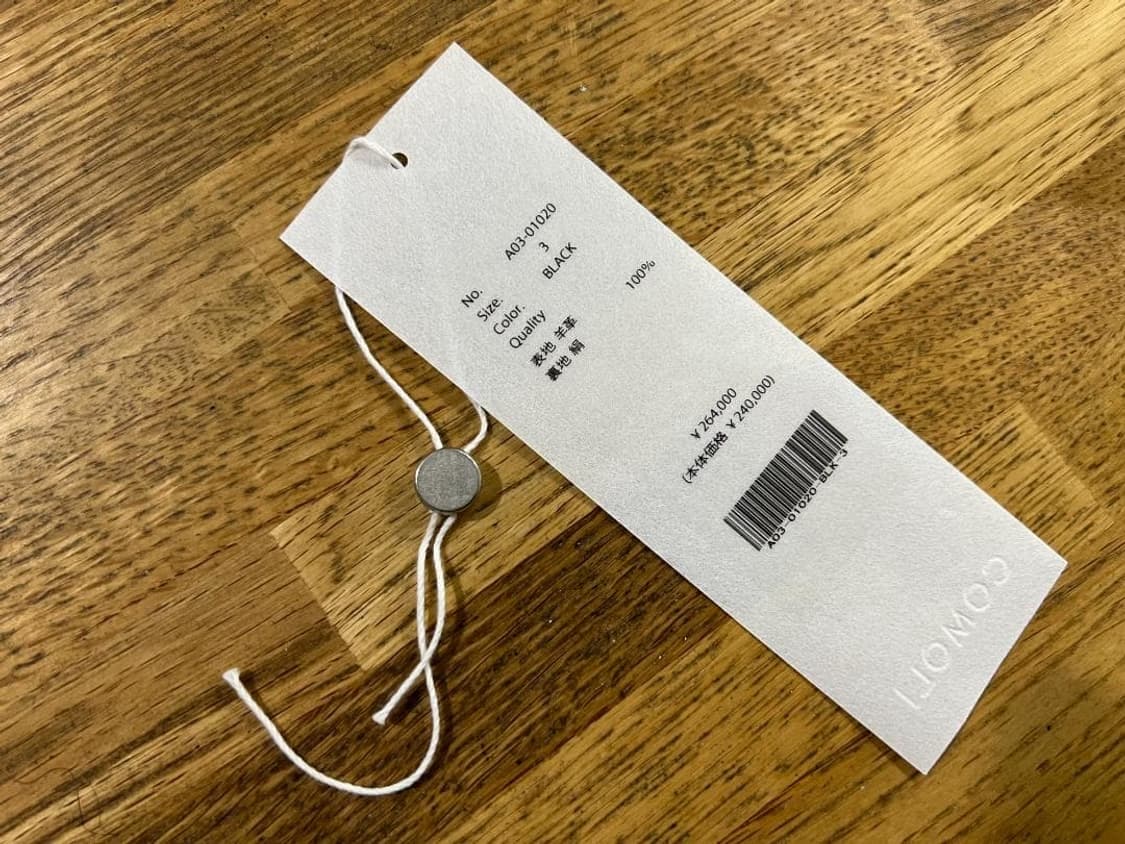 No. A03-01020
Size. 3
Color. BLACK
Quality
表地 羊革
裏地 絹 100%
¥264,000
(本体価格 ¥240,000)
A03-01020-BLK-3
COMOLI